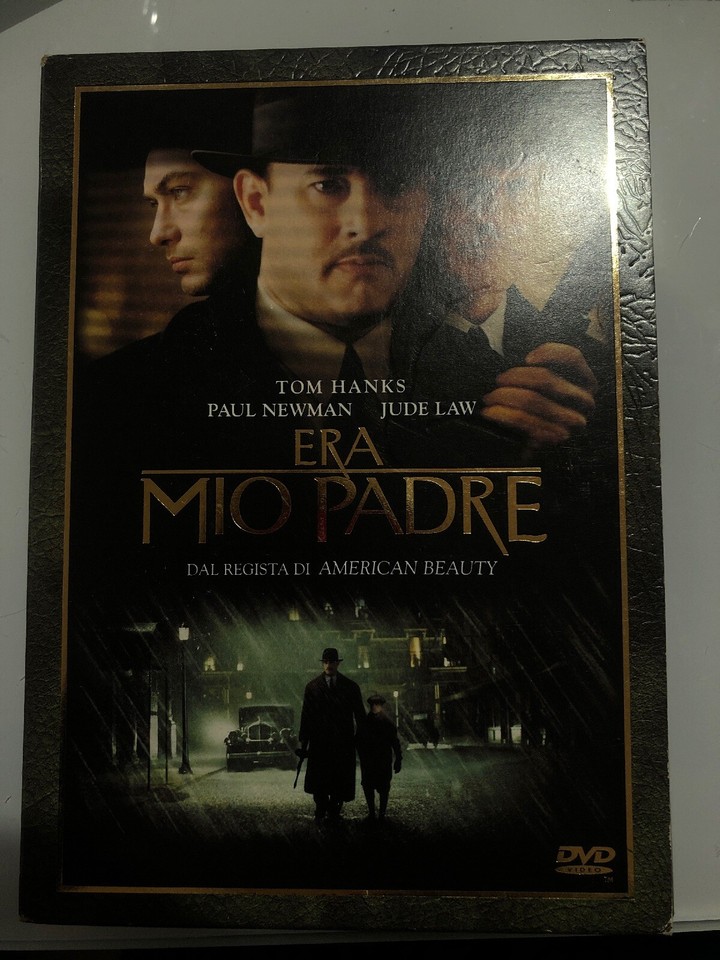 TOM HANKS
PAUL NEWMAN JUDE LAW
ERA
MIO PADRE
DAL REGISTA DI AMERICAN BEAUTY
DVD
VIDEO